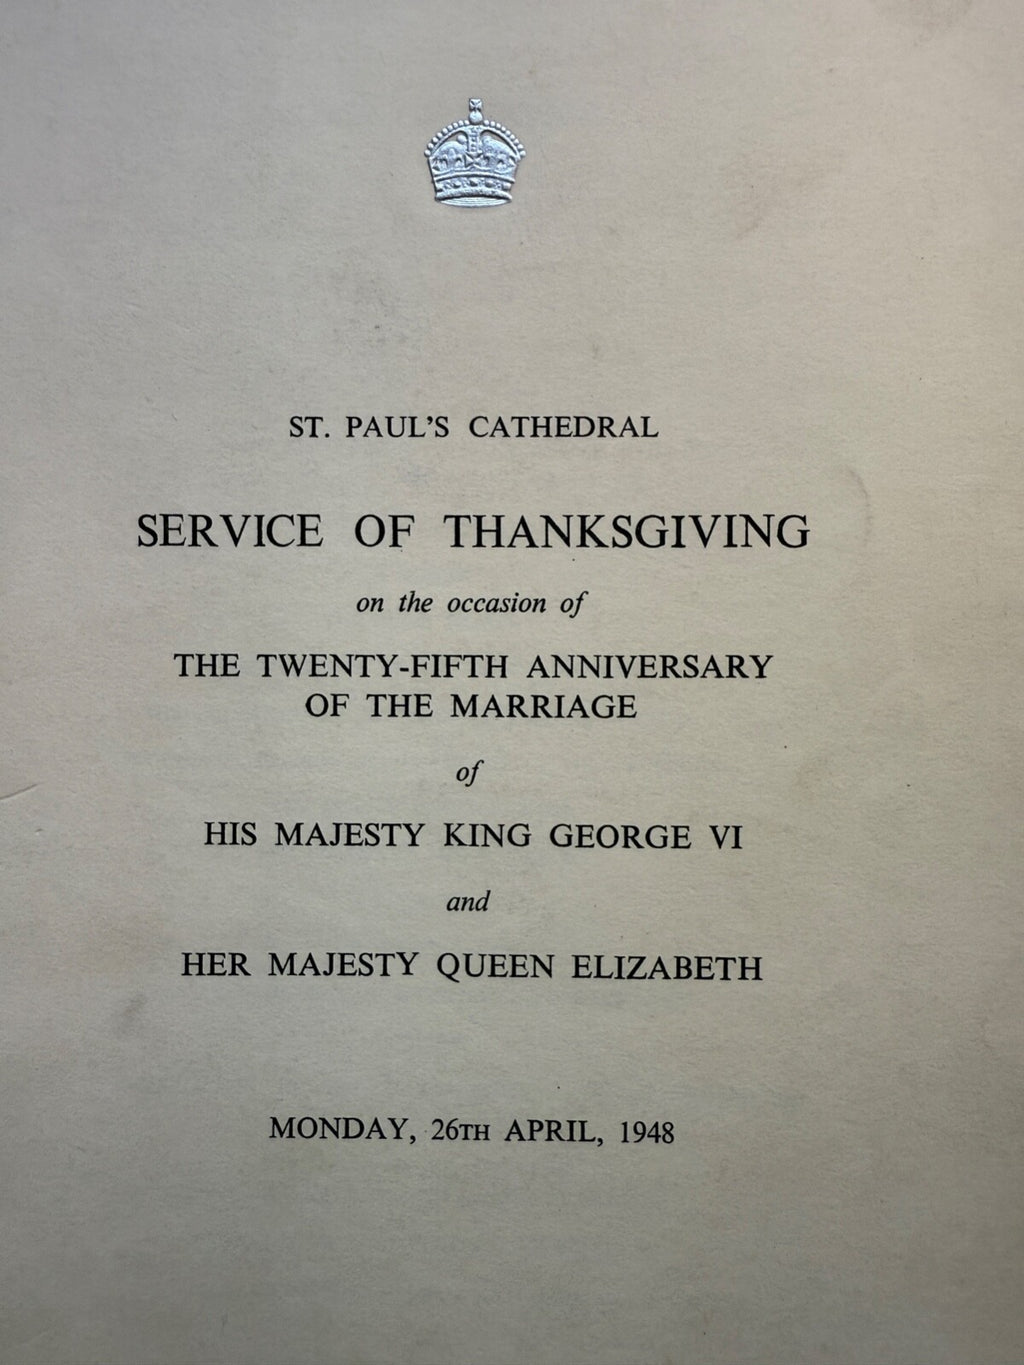 ST. PAUL'S CATHEDRAL
SERVICE OF THANKSGIVING
on the occasion of
THE TWENTY-FIFTH ANNIVERSARY
OF THE MARRIAGE
of
HIS MAJESTY KING GEORGE VI
and
HER MAJESTY QUEEN ELIZABETH
MONDAY, 26TH APRIL, 1948